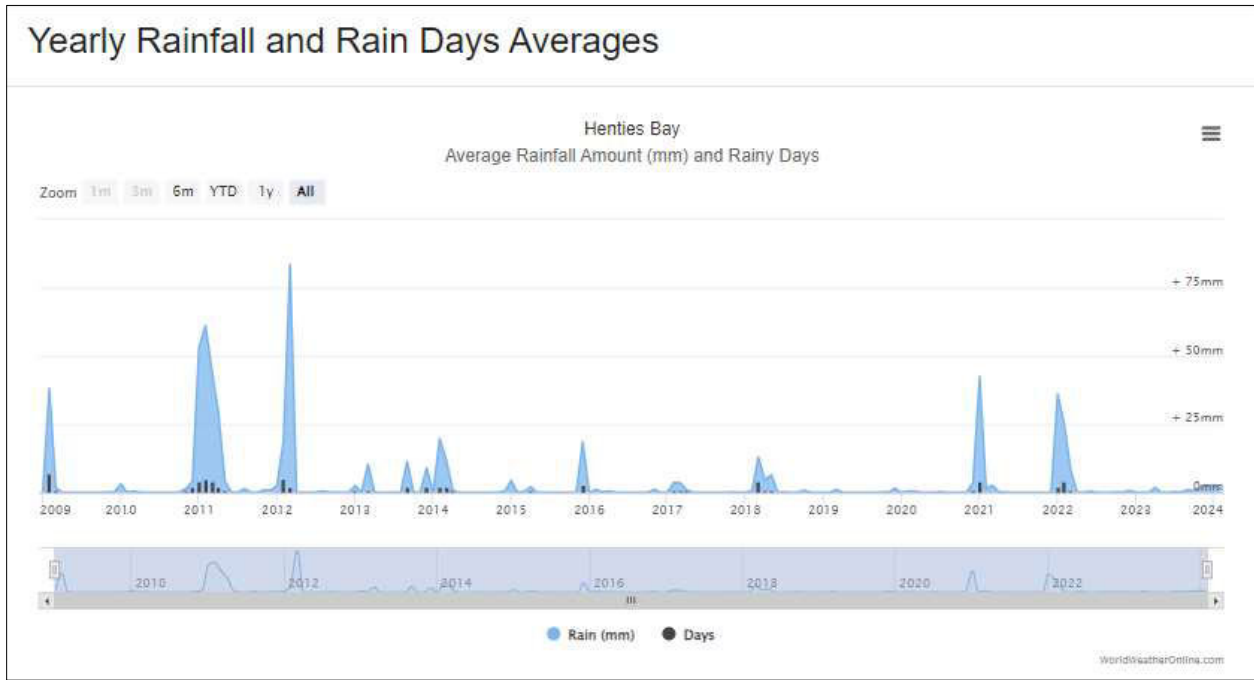 Yearly Rainfall and Rain Days Averages
Henties Bay
Average Rainfall Amount (mm) and Rainy Days
Zoom 1m 3m 6m YTD 1y All
+ 75mm
+ 50mm
+ 25mm
0mm
2009 2010 2011 2012 2013 2014 2015 2016 2017 2018 2019 2020 2021 2022 2023 2024
2010 2012 2014 2016 2018 2020 2022
Rain (mm) Days
WorldWeatherOnline.com